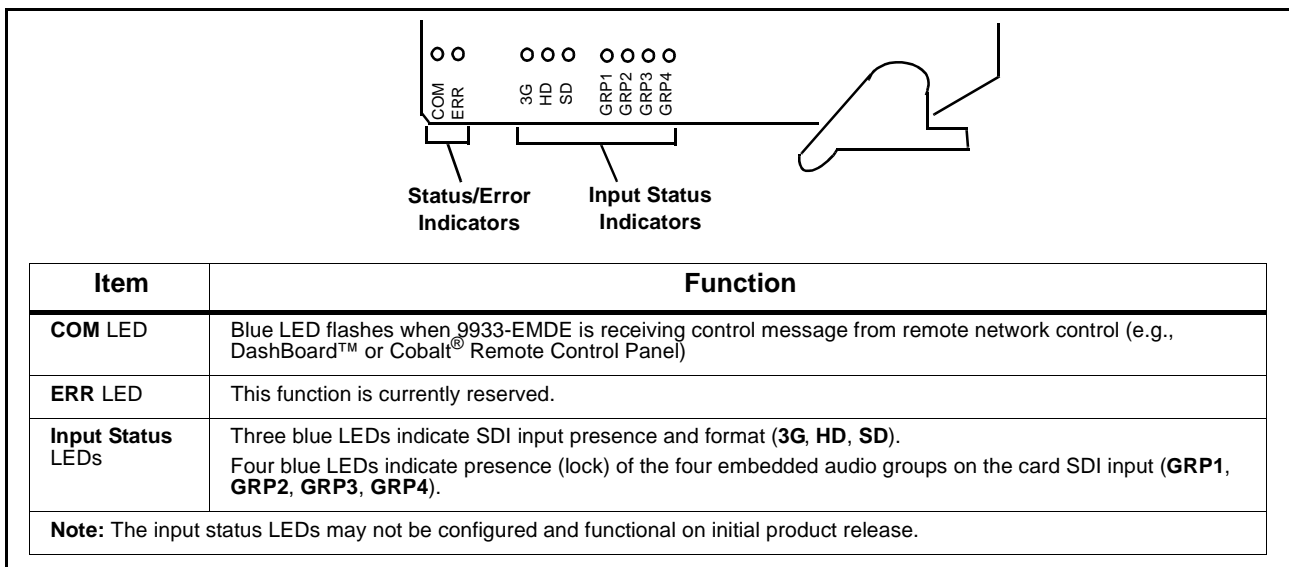 COM
ERR
3G
HD
SD
GRP1
GRP2
GRP3
GRP4
Status/Error
Indicators
Input Status
Indicators
Item
Function
COM LED
Blue LED flashes when 9933-EMDE is receiving control message from remote network control (e.g.,
DashBoard™ or Cobalt® Remote Control Panel)
ERR LED
This function is currently reserved.
Input Status
LEDs
Three blue LEDs indicate SDI input presence and format (3G, HD, SD).
Four blue LEDs indicate presence (lock) of the four embedded audio groups on the card SDI input (GRP1,
GRP2, GRP3, GRP4).
Note: The input status LEDs may not be configured and functional on initial product release.